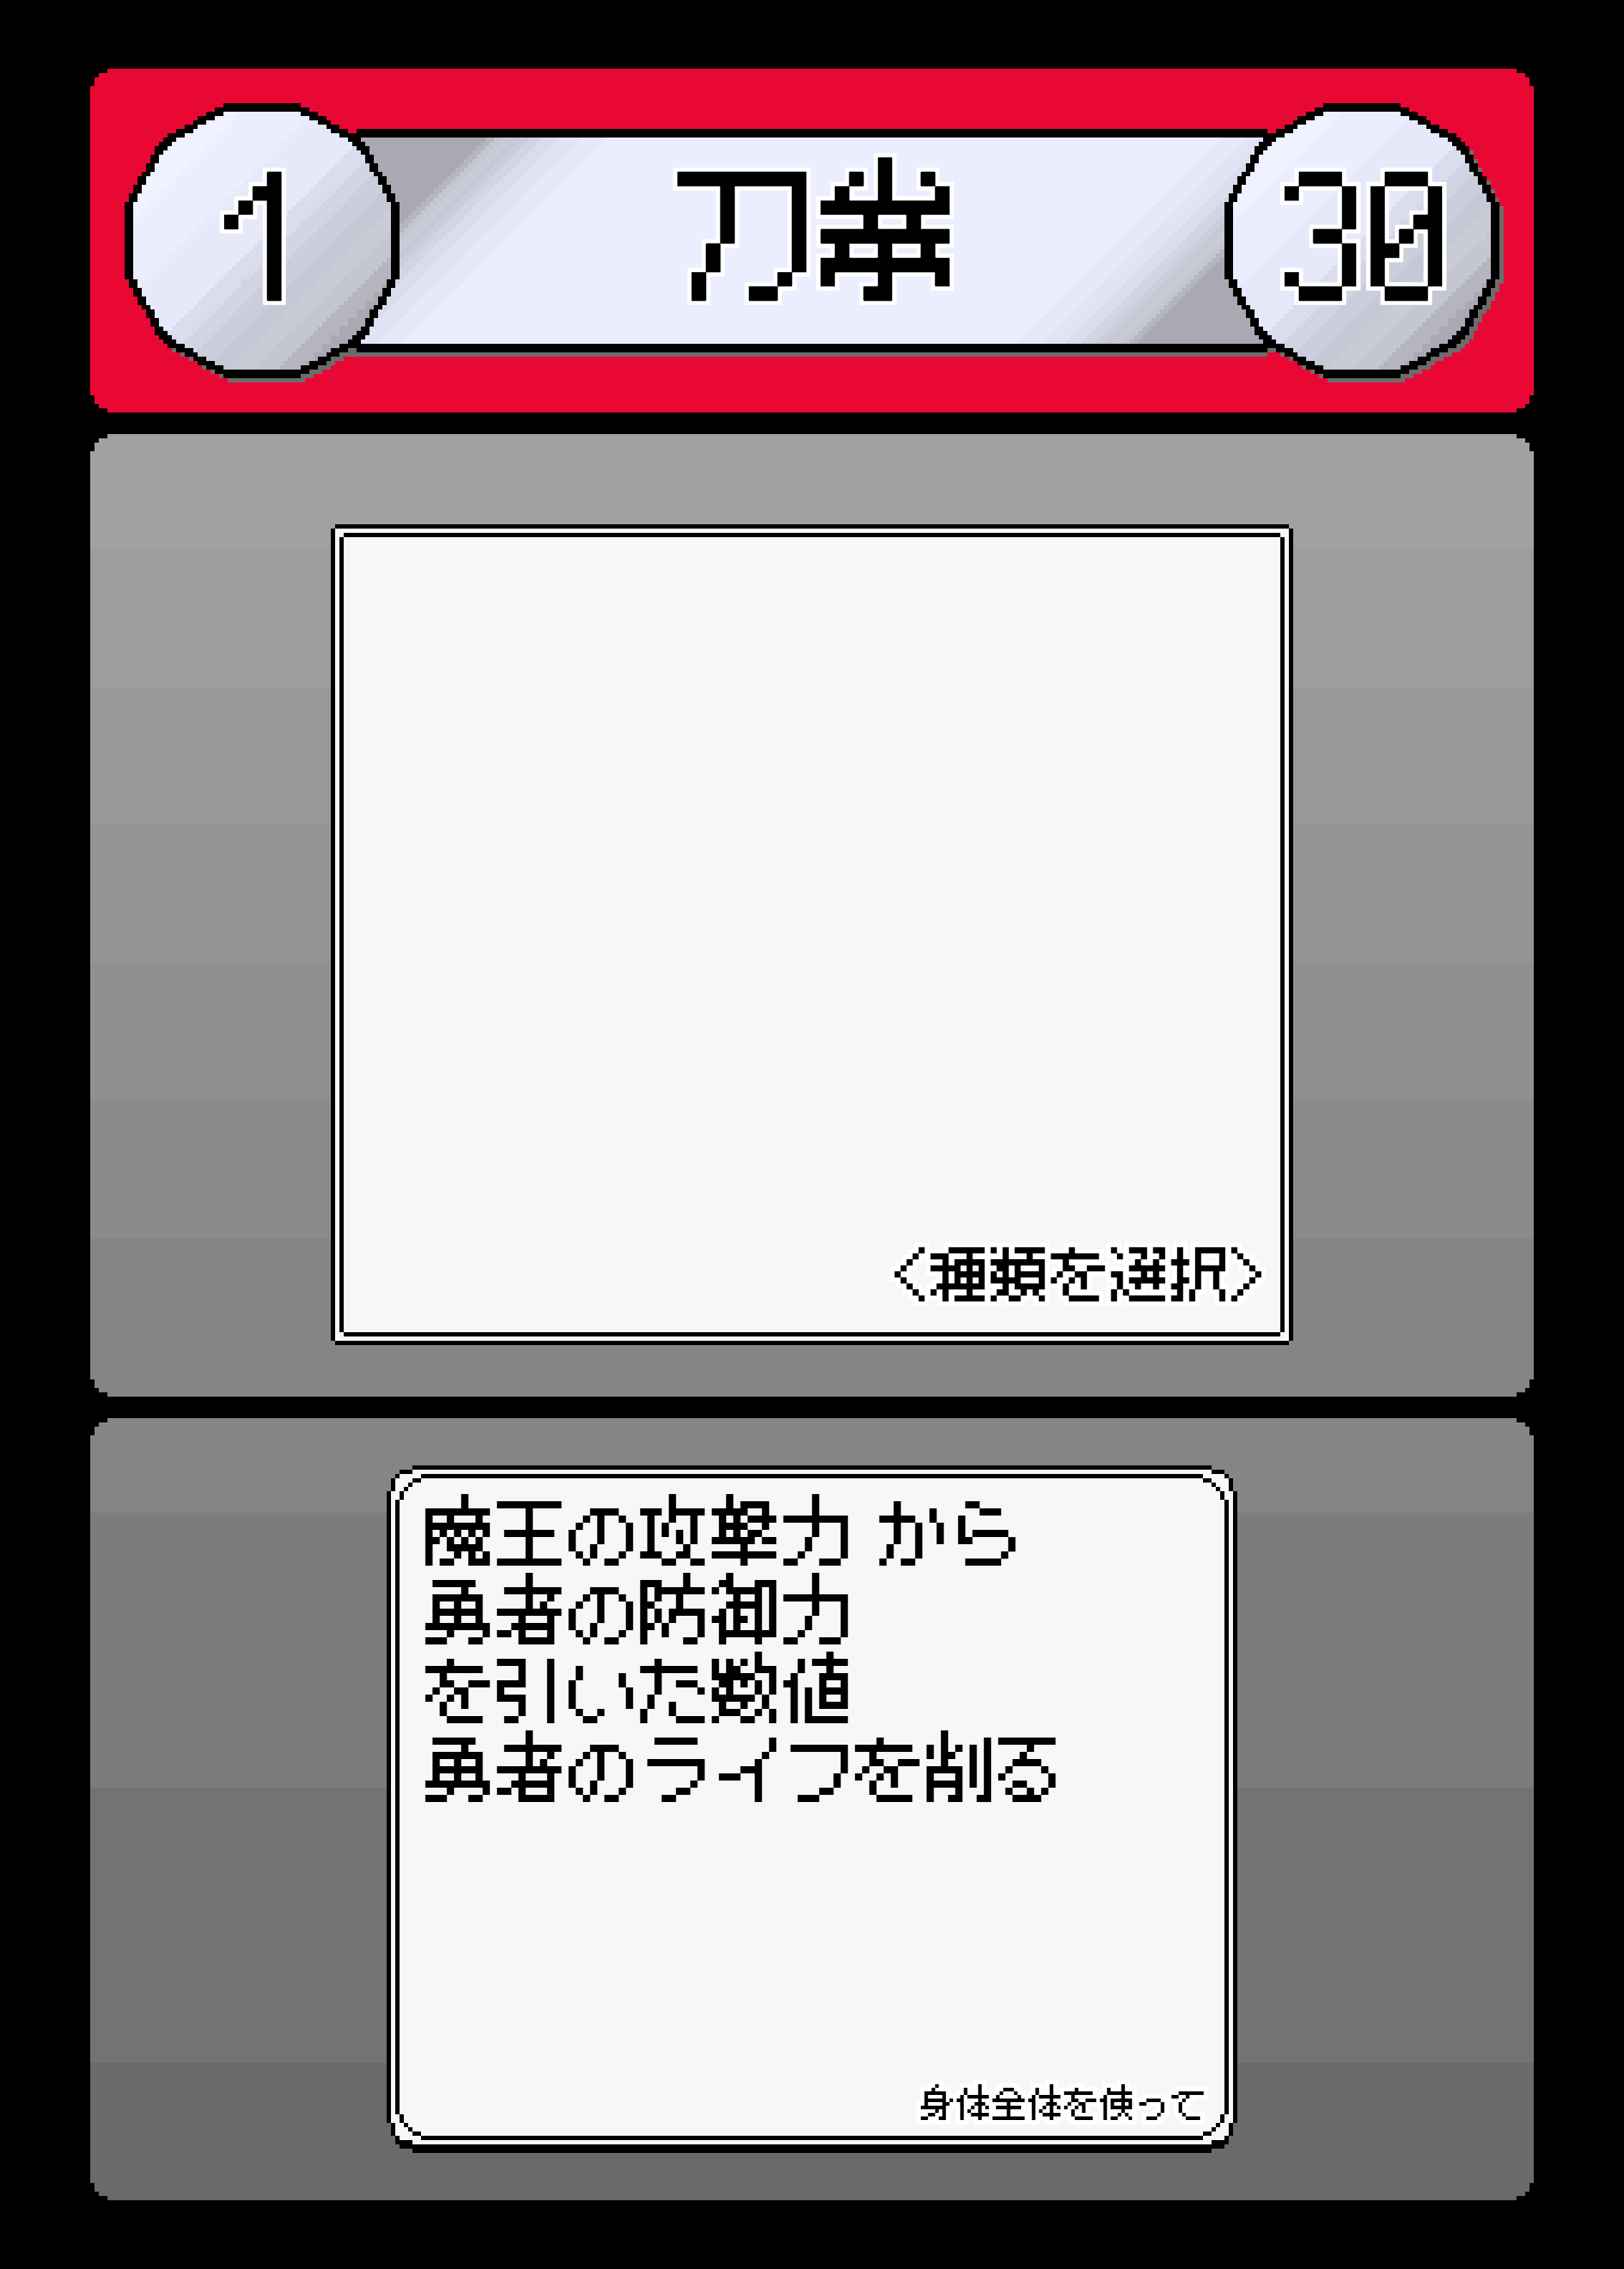 1 刀拳 30
<種類を選択>
魔王の攻撃力 から
勇者の防御力
を引いた数値
勇者のライフを削る
身体全体を使って